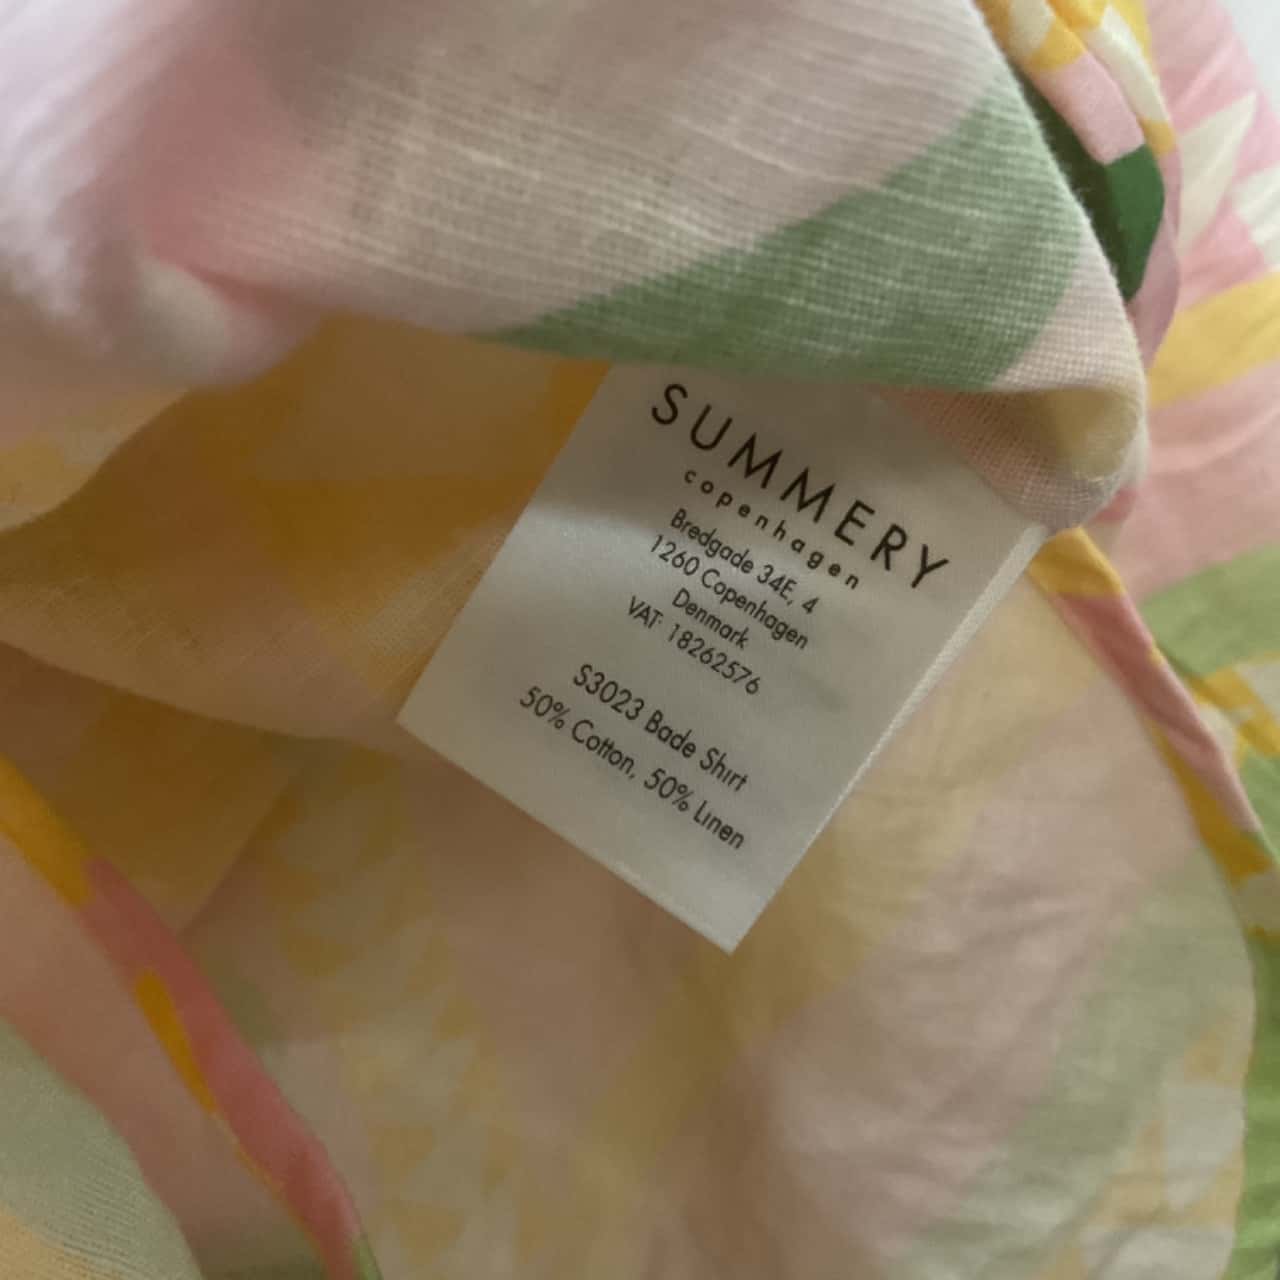 SUMMERY
copenhagen
Bredgade 34E, 4
1260 Copenhagen
Denmark
VAT: 18262576
S3023 Bade Shirt
50% Cotton, 50% Linen